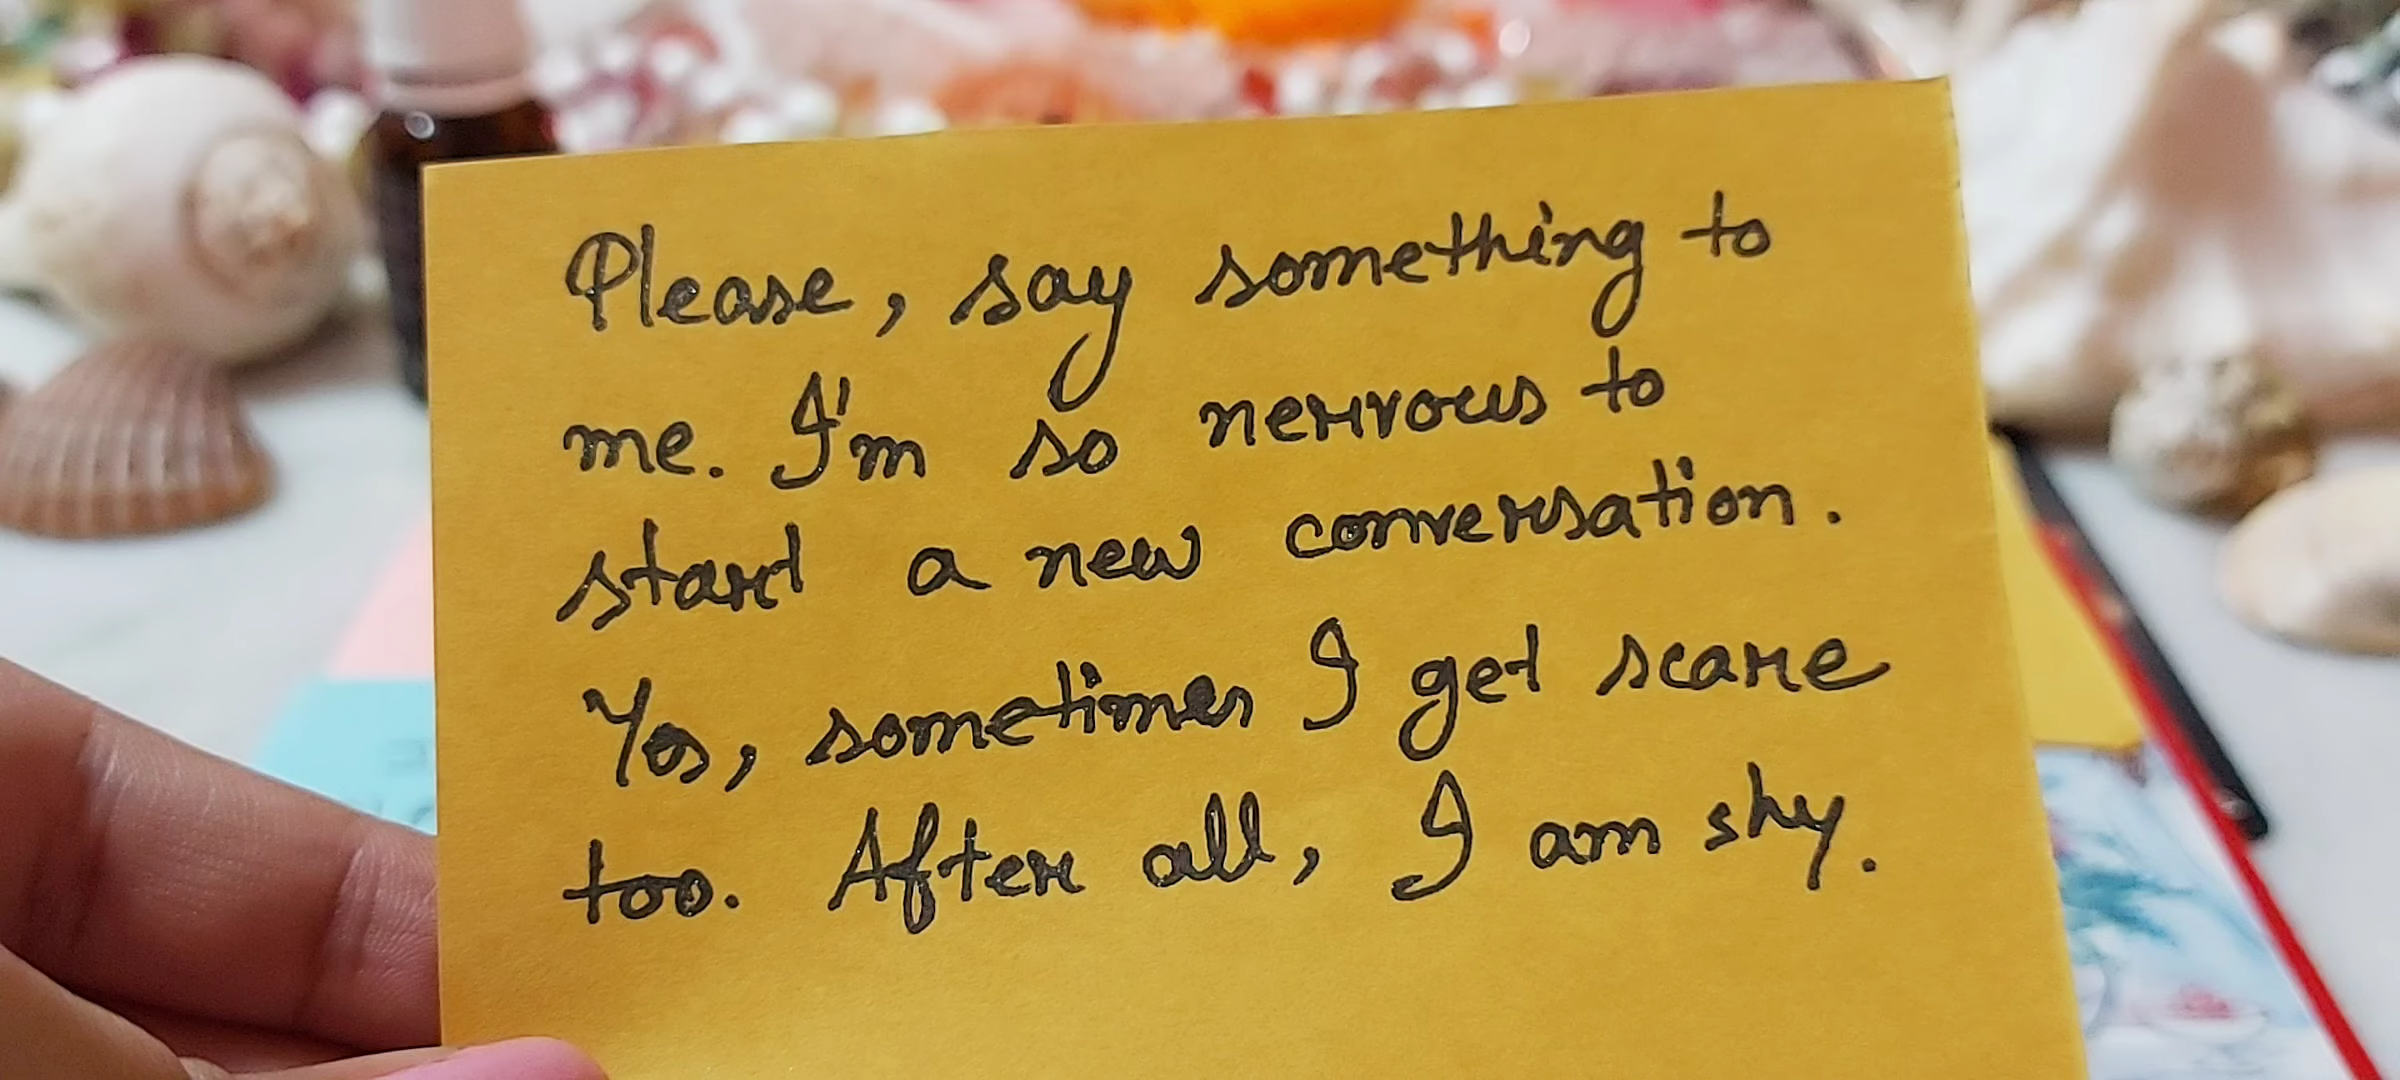 Please, say something to
me. I'm so nervous to
start a new conversation.
Yes, sometimes I get scare
too. After all, I am shy.